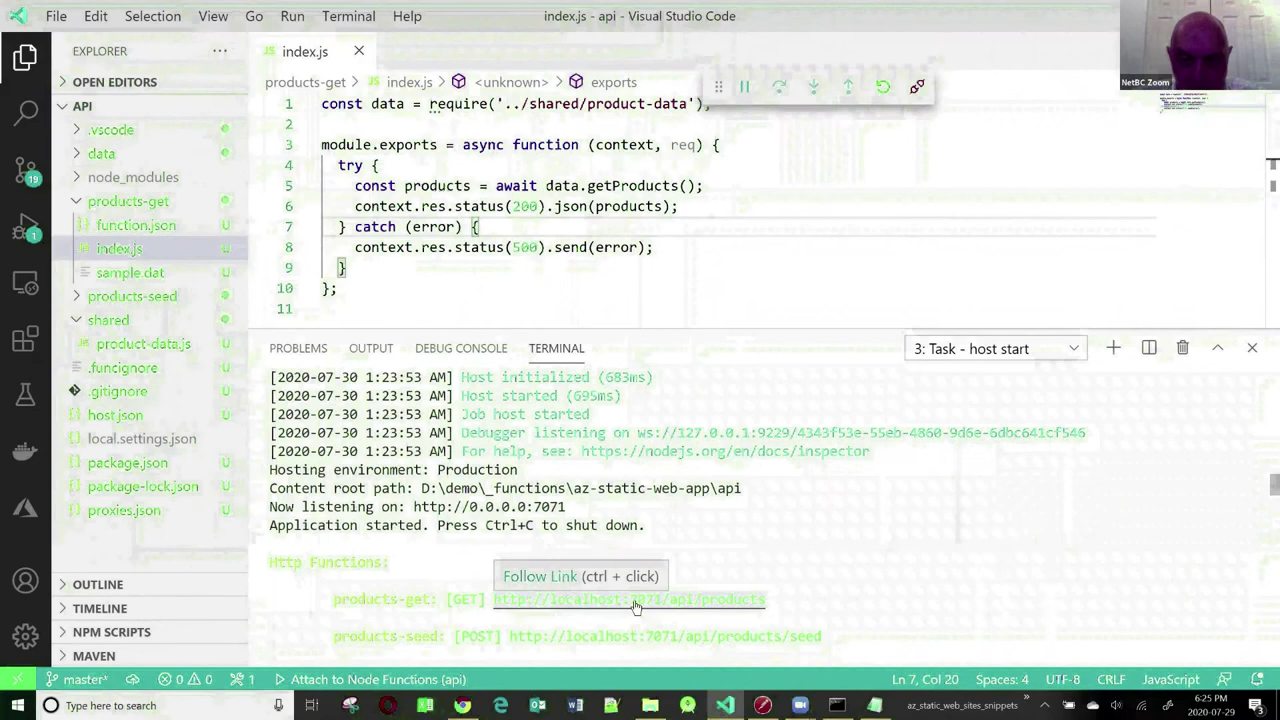 File Edit Selection View Go Run Terminal Help index.js - api - Visual Studio Code
NetBC Zoom
EXPLORER
OPEN EDITORS
API
.vscode
data
node_modules
products-get
function.json U
index.js U
sample.dat U
products-seed
shared
product-data.js U
.funcignore U
.gitignore U
host.json U
local.settings.json
package.json U
package-lock.json U
proxies.json U
OUTLINE
TIMELINE
NPM SCRIPTS
MAVEN
19
1
JS index.js
products-get > JS index.js > <unknown> > exports
1 const data = require('../shared/product-data');
2
3 module.exports = async function (context, req) {
4 try {
5 const products = await data.getProducts();
6 context.res.status(200).json(products);
7 } catch (error) {
8 context.res.status(500).send(error);
9 }
10 };
11
PROBLEMS OUTPUT DEBUG CONSOLE TERMINAL 3: Task - host start
[2020-07-30 1:23:53 AM] Host initialized (683ms)
[2020-07-30 1:23:53 AM] Host started (695ms)
[2020-07-30 1:23:53 AM] Job host started
[2020-07-30 1:23:53 AM] Debugger listening on ws://127.0.0.1:9229/4343f53e-55eb-4860-9d6e-6dbc641cf546
[2020-07-30 1:23:53 AM] For help, see: https://nodejs.org/en/docs/inspector
Hosting environment: Production
Content root path: D:\demo\_functions\az-static-web-app\api
Now listening on: http://0.0.0.0:7071
Application started. Press Ctrl+C to shut down.
Http Functions:
Follow Link (ctrl + click)
products-get: [GET] http://localhost:7071/api/products
products-seed: [POST] http://localhost:7071/api/products/seed
master* 0 0 1 Attach to Node Functions (api) Ln 7, Col 20 Spaces: 4 UTF-8 CRLF JavaScript
Type here to search az_static_web_sites_snippets » 6:25 PM
2020-07-29 3